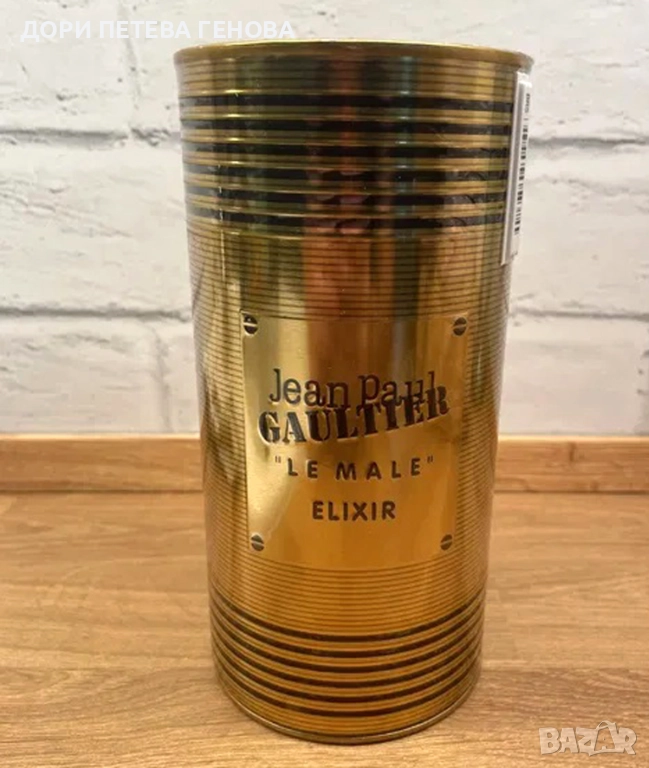 ДОРИ ПЕТЕВА ГЕНОВА
Jean Paul
GAULTIER
"LE MALE"
ELIXIR
BAZAR